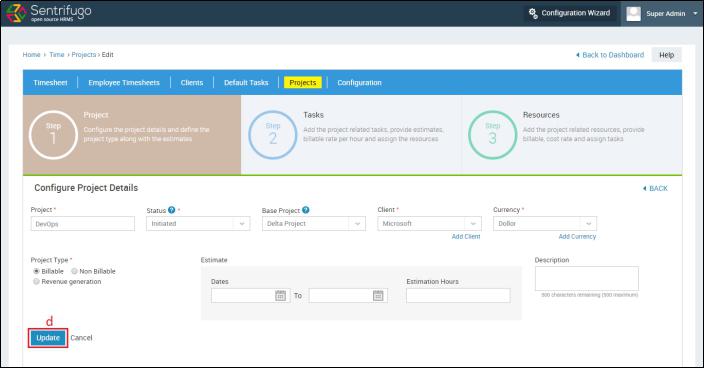 Sentrifugo
open source HRMS
Configuration Wizard
Super Admin
Home › Time › Projects › Edit
Back to Dashboard
Help
Timesheet
Employee Timesheets
Clients
Default Tasks
Projects
Configuration
Step 1
Project
Configure the project details and define the
project type along with the estimates
Step 2
Tasks
Add the project related tasks, provide estimates,
billable rate per hour and assign the resources
Step 3
Resources
Add the project related resources, provide
billable, cost rate and assign tasks
Configure Project Details
BACK
Project *
DevOps
Status ? *
Initiated
Base Project ?
Delta Project
Client *
Microsoft
Add Client
Currency *
Dollor
Add Currency
Project Type *
Billable
Non Billable
Revenue generation
Estimate
Dates
To
Estimation Hours
Description
500 characters remaining (500 maximum)
d
Update
Cancel